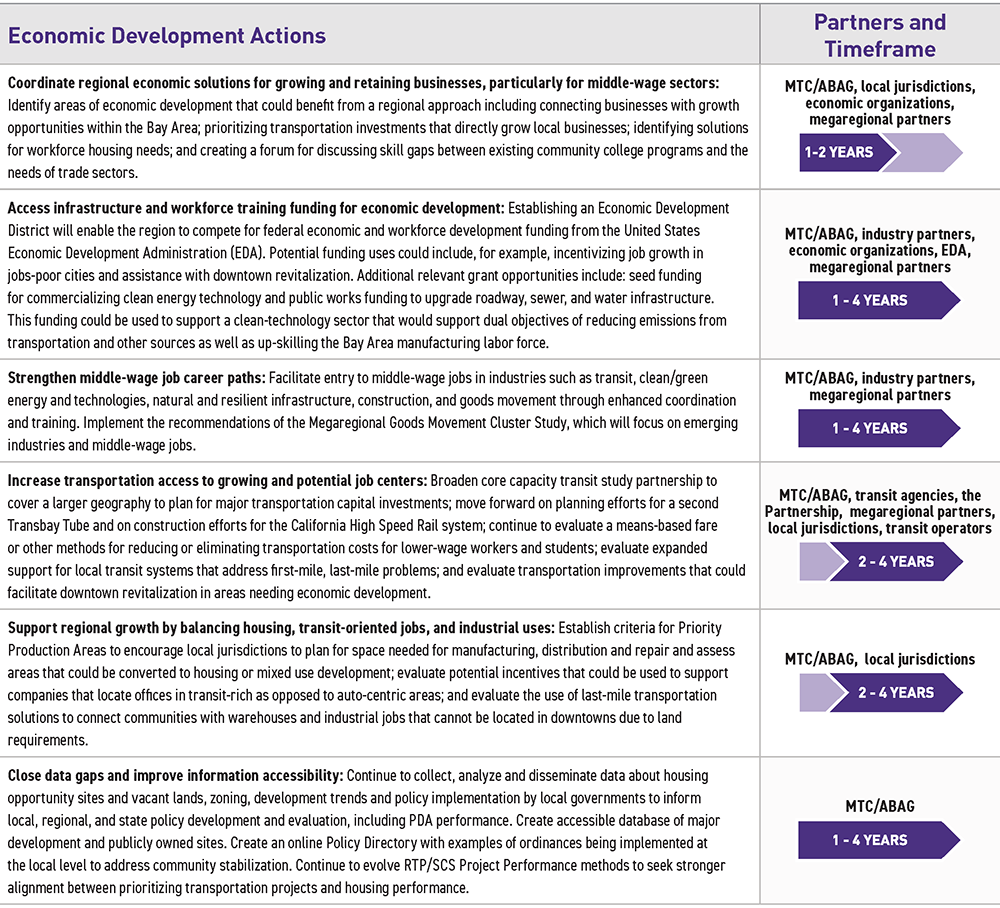 Economic Development Actions
Partners and
Timeframe
Coordinate regional economic solutions for growing and retaining businesses, particularly for middle-wage sectors:
Identify areas of economic development that could benefit from a regional approach including connecting businesses with growth
opportunities within the Bay Area; prioritizing transportation investments that directly grow local businesses; identifying solutions
for workforce housing needs; and creating a forum for discussing skill gaps between existing community college programs and the
needs of trade sectors.
MTC/ABAG, local jurisdictions,
economic organizations,
megaregional partners
1-2 YEARS
Access infrastructure and workforce training funding for economic development: Establishing an Economic Development
District will enable the region to compete for federal economic and workforce development funding from the United States
Economic Development Administration (EDA). Potential funding uses could include, for example, incentivizing job growth in
jobs-poor cities and assistance with downtown revitalization. Additional relevant grant opportunities include: seed funding
for commercializing clean energy technology and public works funding to upgrade roadway, sewer, and water infrastructure.
This funding could be used to support a clean-technology sector that would support dual objectives of reducing emissions from
transportation and other sources as well as up-skilling the Bay Area manufacturing labor force.
MTC/ABAG, industry partners,
economic organizations, EDA,
megaregional partners
1 - 4 YEARS
Strengthen middle-wage job career paths: Facilitate entry to middle-wage jobs in industries such as transit, clean/green
energy and technologies, natural and resilient infrastructure, construction, and goods movement through enhanced coordination
and training. Implement the recommendations of the Megaregional Goods Movement Cluster Study, which will focus on emerging
industries and middle-wage jobs.
MTC/ABAG, industry partners,
megaregional partners
1 - 4 YEARS
Increase transportation access to growing and potential job centers: Broaden core capacity transit study partnership to
cover a larger geography to plan for major transportation capital investments; move forward on planning efforts for a second
Transbay Tube and on construction efforts for the California High Speed Rail system; continue to evaluate a means-based fare
or other methods for reducing or eliminating transportation costs for lower-wage workers and students; evaluate expanded
support for local transit systems that address first-mile, last-mile problems; and evaluate transportation improvements that could
facilitate downtown revitalization in areas needing economic development.
MTC/ABAG, transit agencies, the
Partnership, megaregional partners,
local jurisdictions, transit operators
2 - 4 YEARS
Support regional growth by balancing housing, transit-oriented jobs, and industrial uses: Establish criteria for Priority
Production Areas to encourage local jurisdictions to plan for space needed for manufacturing, distribution and repair and assess
areas that could be converted to housing or mixed use development; evaluate potential incentives that could be used to support
companies that locate offices in transit-rich as opposed to auto-centric areas; and evaluate the use of last-mile transportation
solutions to connect communities with warehouses and industrial jobs that cannot be located in downtowns due to land
requirements.
MTC/ABAG, local jurisdictions
2 - 4 YEARS
Close data gaps and improve information accessibility: Continue to collect, analyze and disseminate data about housing
opportunity sites and vacant lands, zoning, development trends and policy implementation by local governments to inform
local, regional, and state policy development and evaluation, including PDA performance. Create accessible database of major
development and publicly owned sites. Create an online Policy Directory with examples of ordinances being implemented at
the local level to address community stabilization. Continue to evolve RTP/SCS Project Performance methods to seek stronger
alignment between prioritizing transportation projects and housing performance.
MTC/ABAG
1 - 4 YEARS